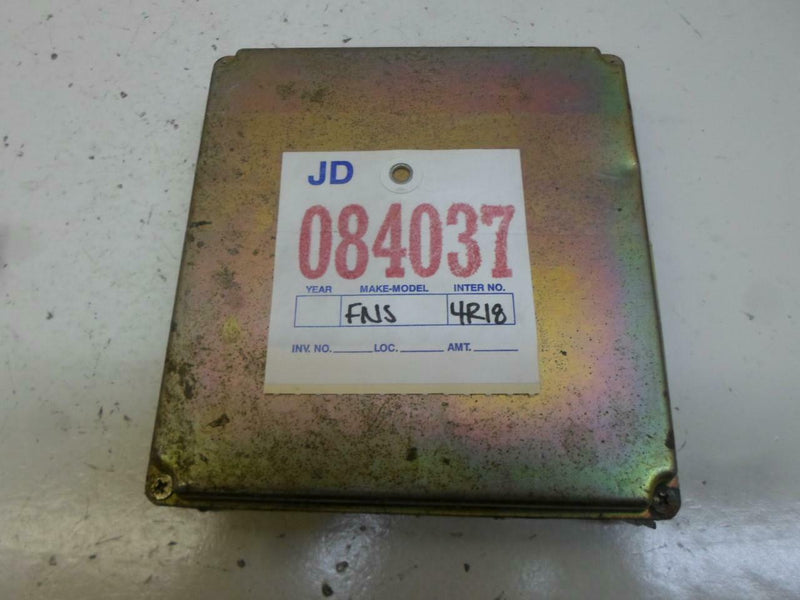 JD
084037
YEAR MAKE-MODEL INTER NO.
FNS 4R18
INV. NO. LOC. AMT.